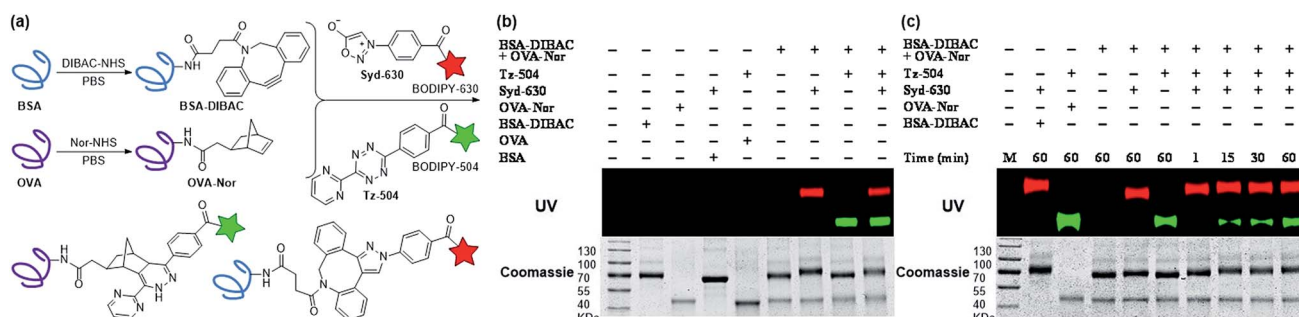 (a)
DIBAC-NHS
PBS
BSA
NH
O
O
N
BSA-DIBAC
Nor-NHS
PBS
OVA
H
N
O
OVA-Nor
O
O
N
N
+
O
Syd-630
BODIPY-630
O
BODIPY-504
N N
N N
N N
Tz-504
O
H
N
O
N
N
H
N N
O
N
N
O
N
H
O
N
(b)
BSA-DIBAC
+ OVA-Nor
Tz-504
Syd-630
OVA-Nor
BSA-DIBAC
OVA
BSA
– – – – – + + + +
– – – – + – – + +
– – – + – – + – +
– – + – – – – – –
– + – – – – – – –
– – – – + – – – –
– – – + – – – – –
UV
Coomassie
130
100
70
55
40
KDa
(c)
BSA-DIBAC
+ OVA-Nor
Tz-504
Syd-630
OVA-Nor
BSA-DIBAC
– – – + + + + + + +
– – + – – + + + + +
– + – – + – + + + +
– – + – – – – – – –
– + – – – – – – – –
Time (min) M 60 60 60 60 60 1 15 30 60
UV
Coomassie
130
100
70
55
40
KDa